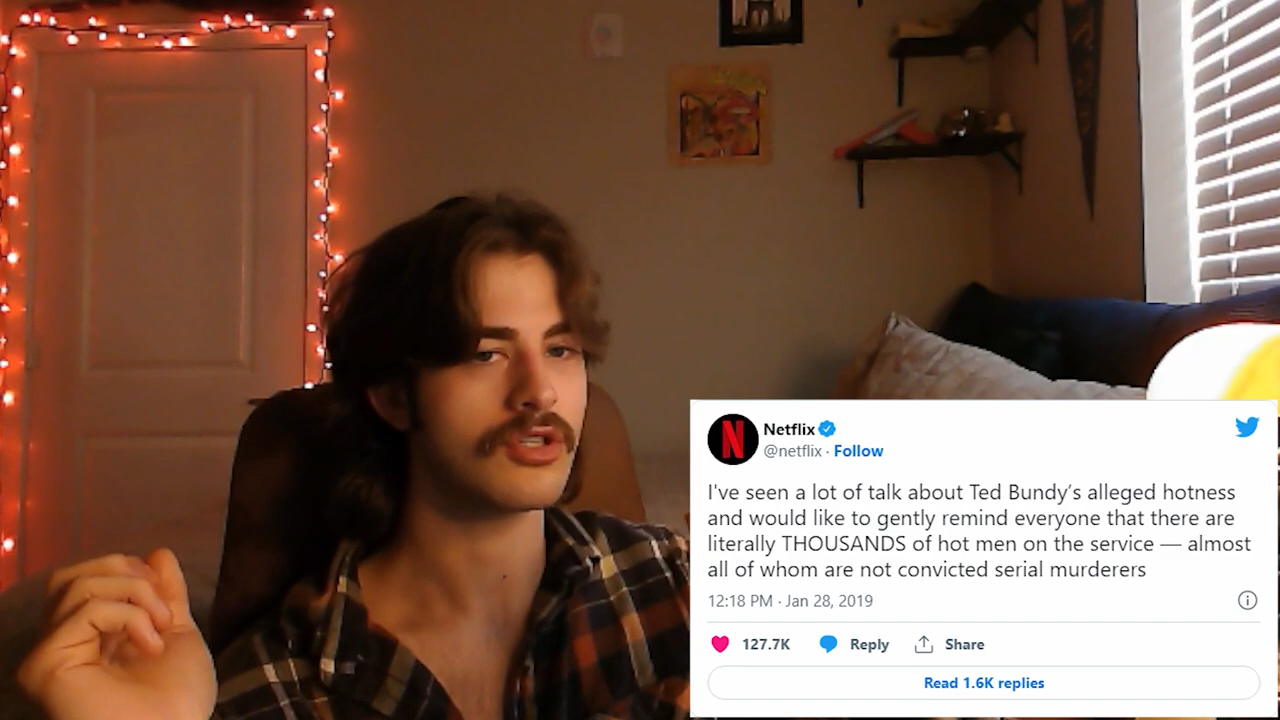 Netflix
@netflix · Follow
I've seen a lot of talk about Ted Bundy’s alleged hotness
and would like to gently remind everyone that there are
literally THOUSANDS of hot men on the service — almost
all of whom are not convicted serial murderers
12:18 PM · Jan 28, 2019
127.7K Reply Share
Read 1.6K replies